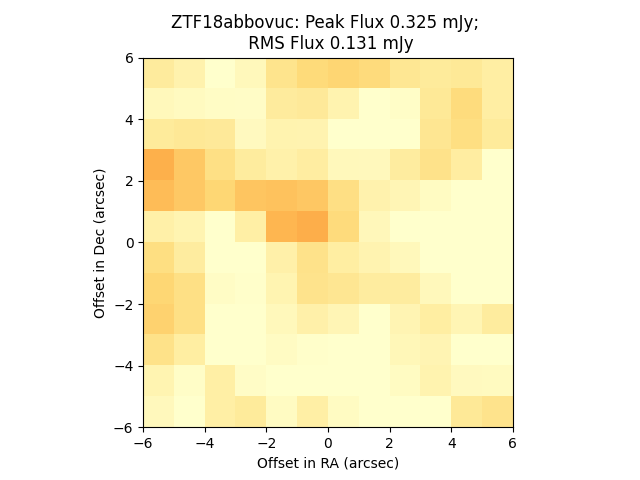 ZTF18abbovuc: Peak Flux 0.325 mJy;
RMS Flux 0.131 mJy
6
4
2
0
−2
−4
−6
Offset in Dec (arcsec)
−6 −4 −2 0 2 4 6
Offset in RA (arcsec)